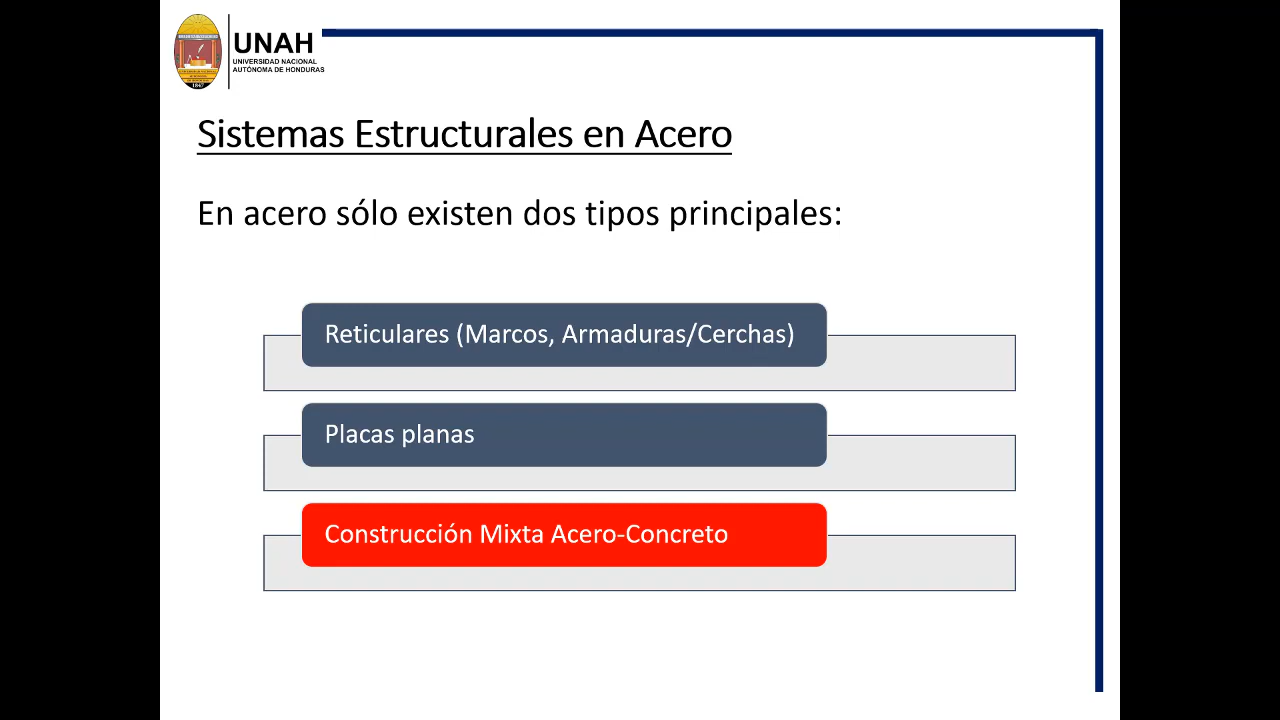 UNAH
UNIVERSIDAD NACIONAL
AUTÓNOMA DE HONDURAS
Sistemas Estructurales en Acero
En acero sólo existen dos tipos principales:
Reticulares (Marcos, Armaduras/Cerchas)
Placas planas
Construcción Mixta Acero-Concreto